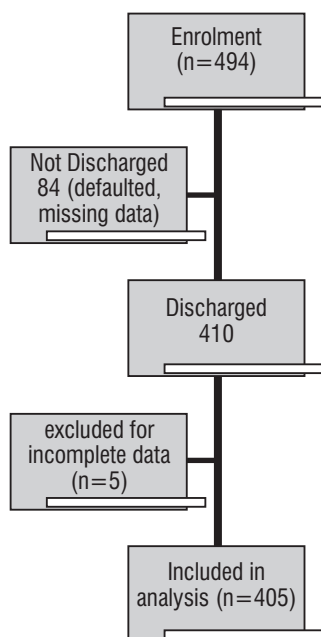 Enrolment
(n=494)
Not Discharged
84 (defaulted,
missing data)
Discharged
410
excluded for
incomplete data
(n=5)
Included in
analysis (n=405)